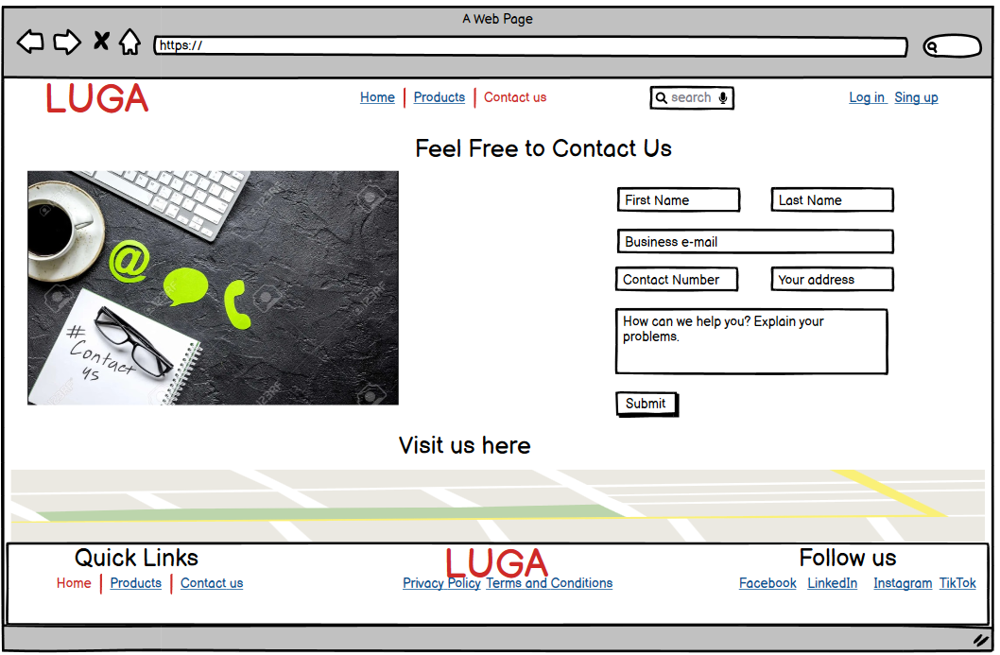 A Web Page
https://
LUGA
Home Products Contact us
search
Log in Sing up
Feel Free to Contact Us
First Name Last Name
Business e-mail
Contact Number Your address
How can we help you? Explain your
problems.
Submit
@
#
Contact
us
123RF
Visit us here
Quick Links
Home Products Contact us
LUGA
Privacy Policy Terms and Conditions
Follow us
Facebook LinkedIn Instagram TikTok